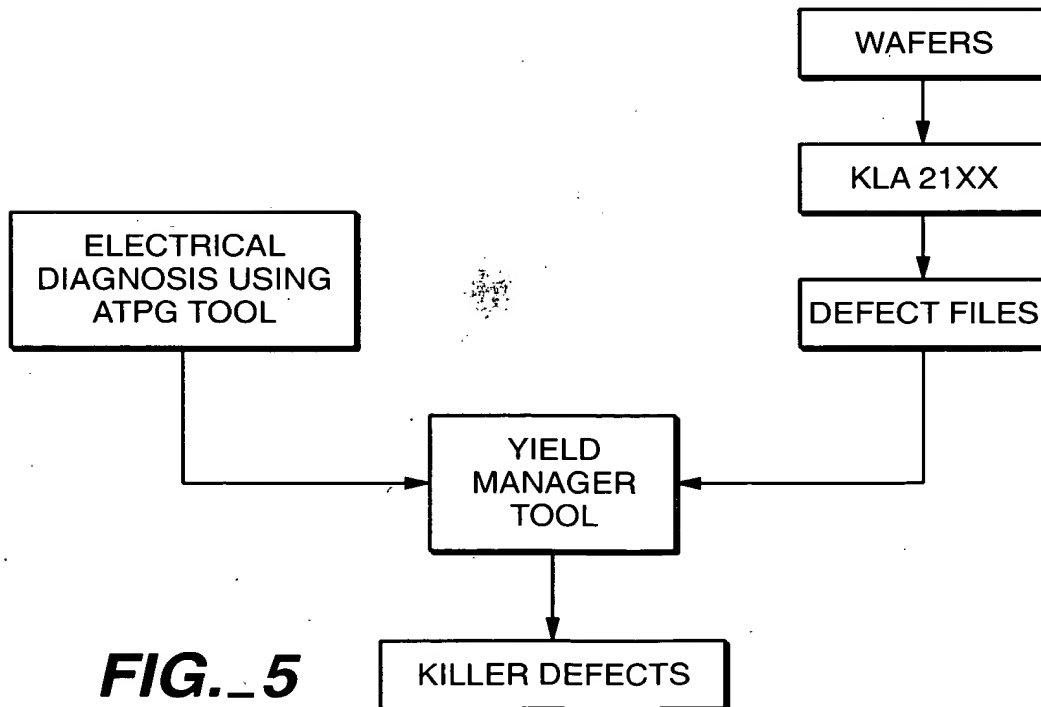 WAFERS
KLA 21XX
ELECTRICAL
DIAGNOSIS USING
ATPG TOOL
DEFECT FILES
YIELD
MANAGER
TOOL
KILLER DEFECTS
FIG._5